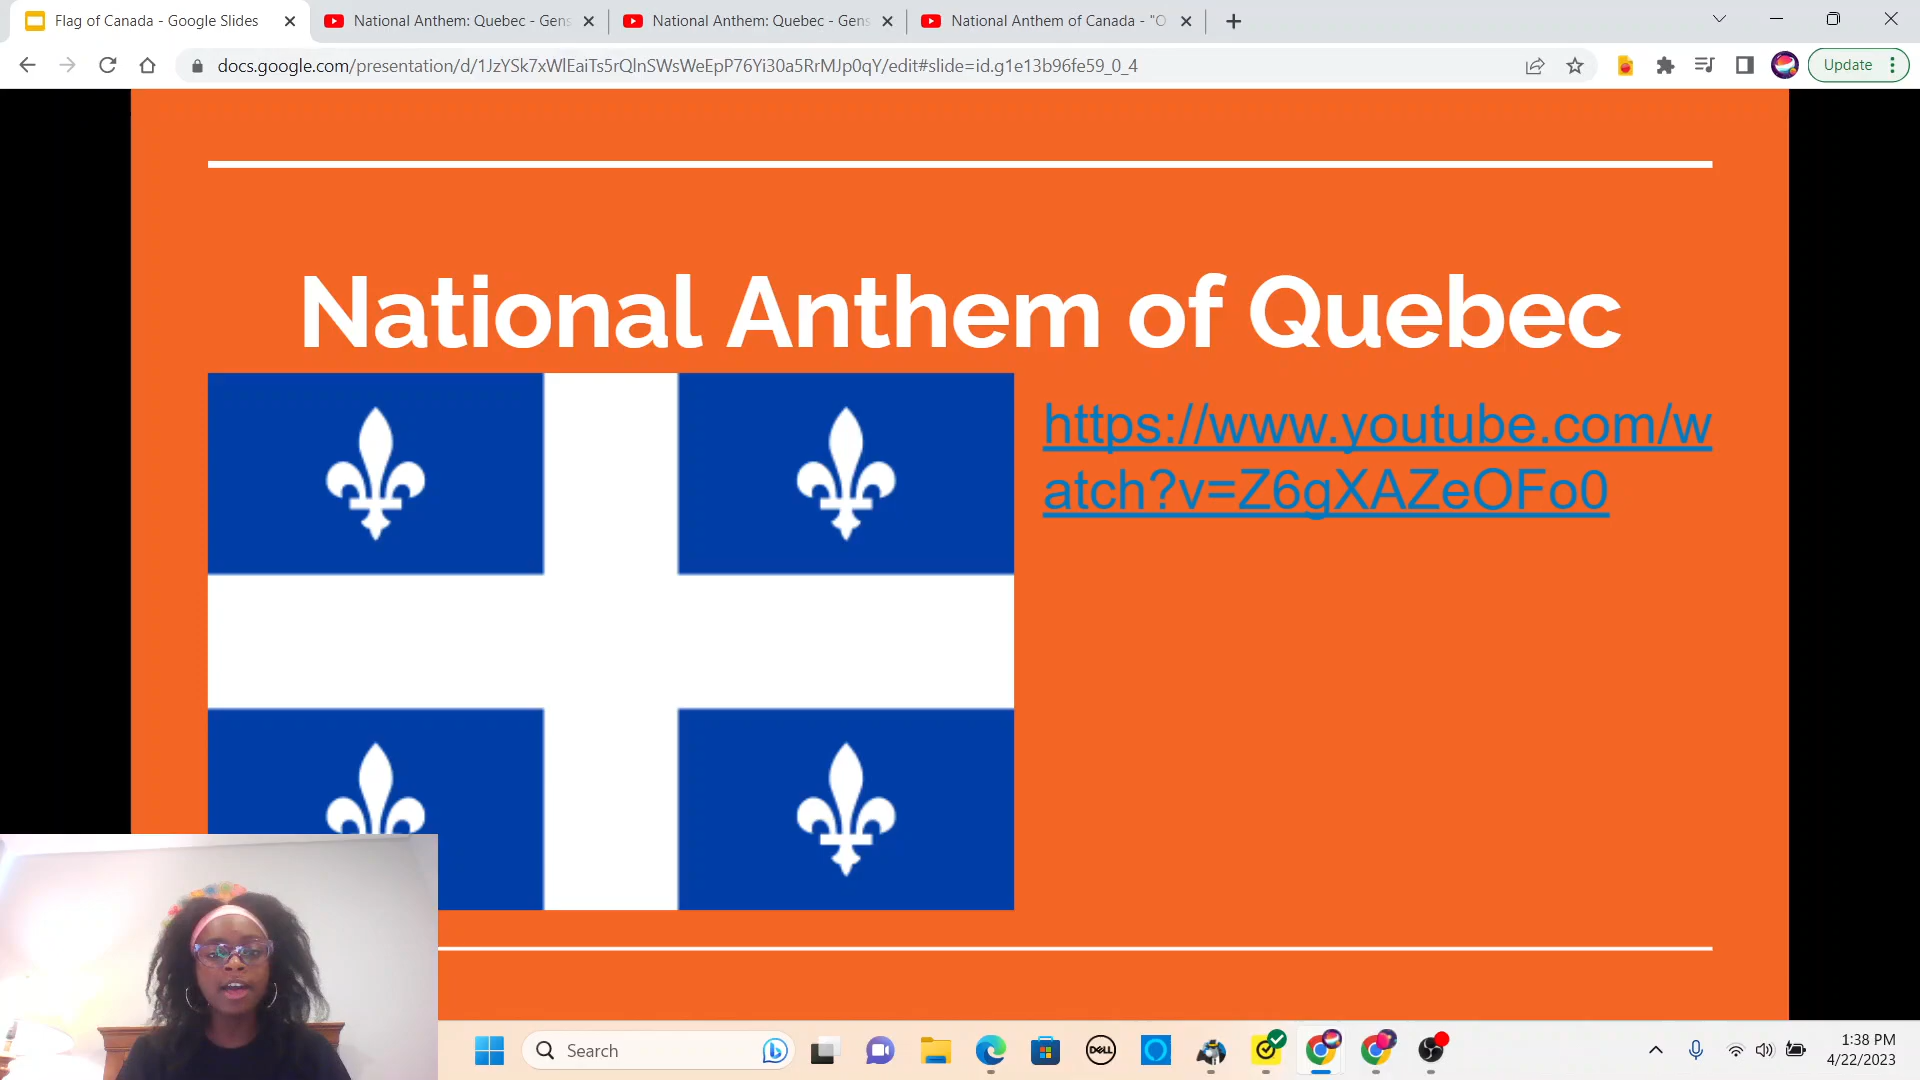 Flag of Canada - Google Slides
National Anthem: Quebec - Gens
National Anthem: Quebec - Gens
National Anthem of Canada - "O
docs.google.com/presentation/d/1JzYSk7xWlEaiTs5rQlnSWsWeEpP76Yi30a5RrMJp0qY/edit#slide=id.g1e13b96fe59_0_4
Update
National Anthem of Quebec
https://www.youtube.com/w
atch?v=Z6gXAZeOFo0
Search
DELL
1:38 PM
4/22/2023